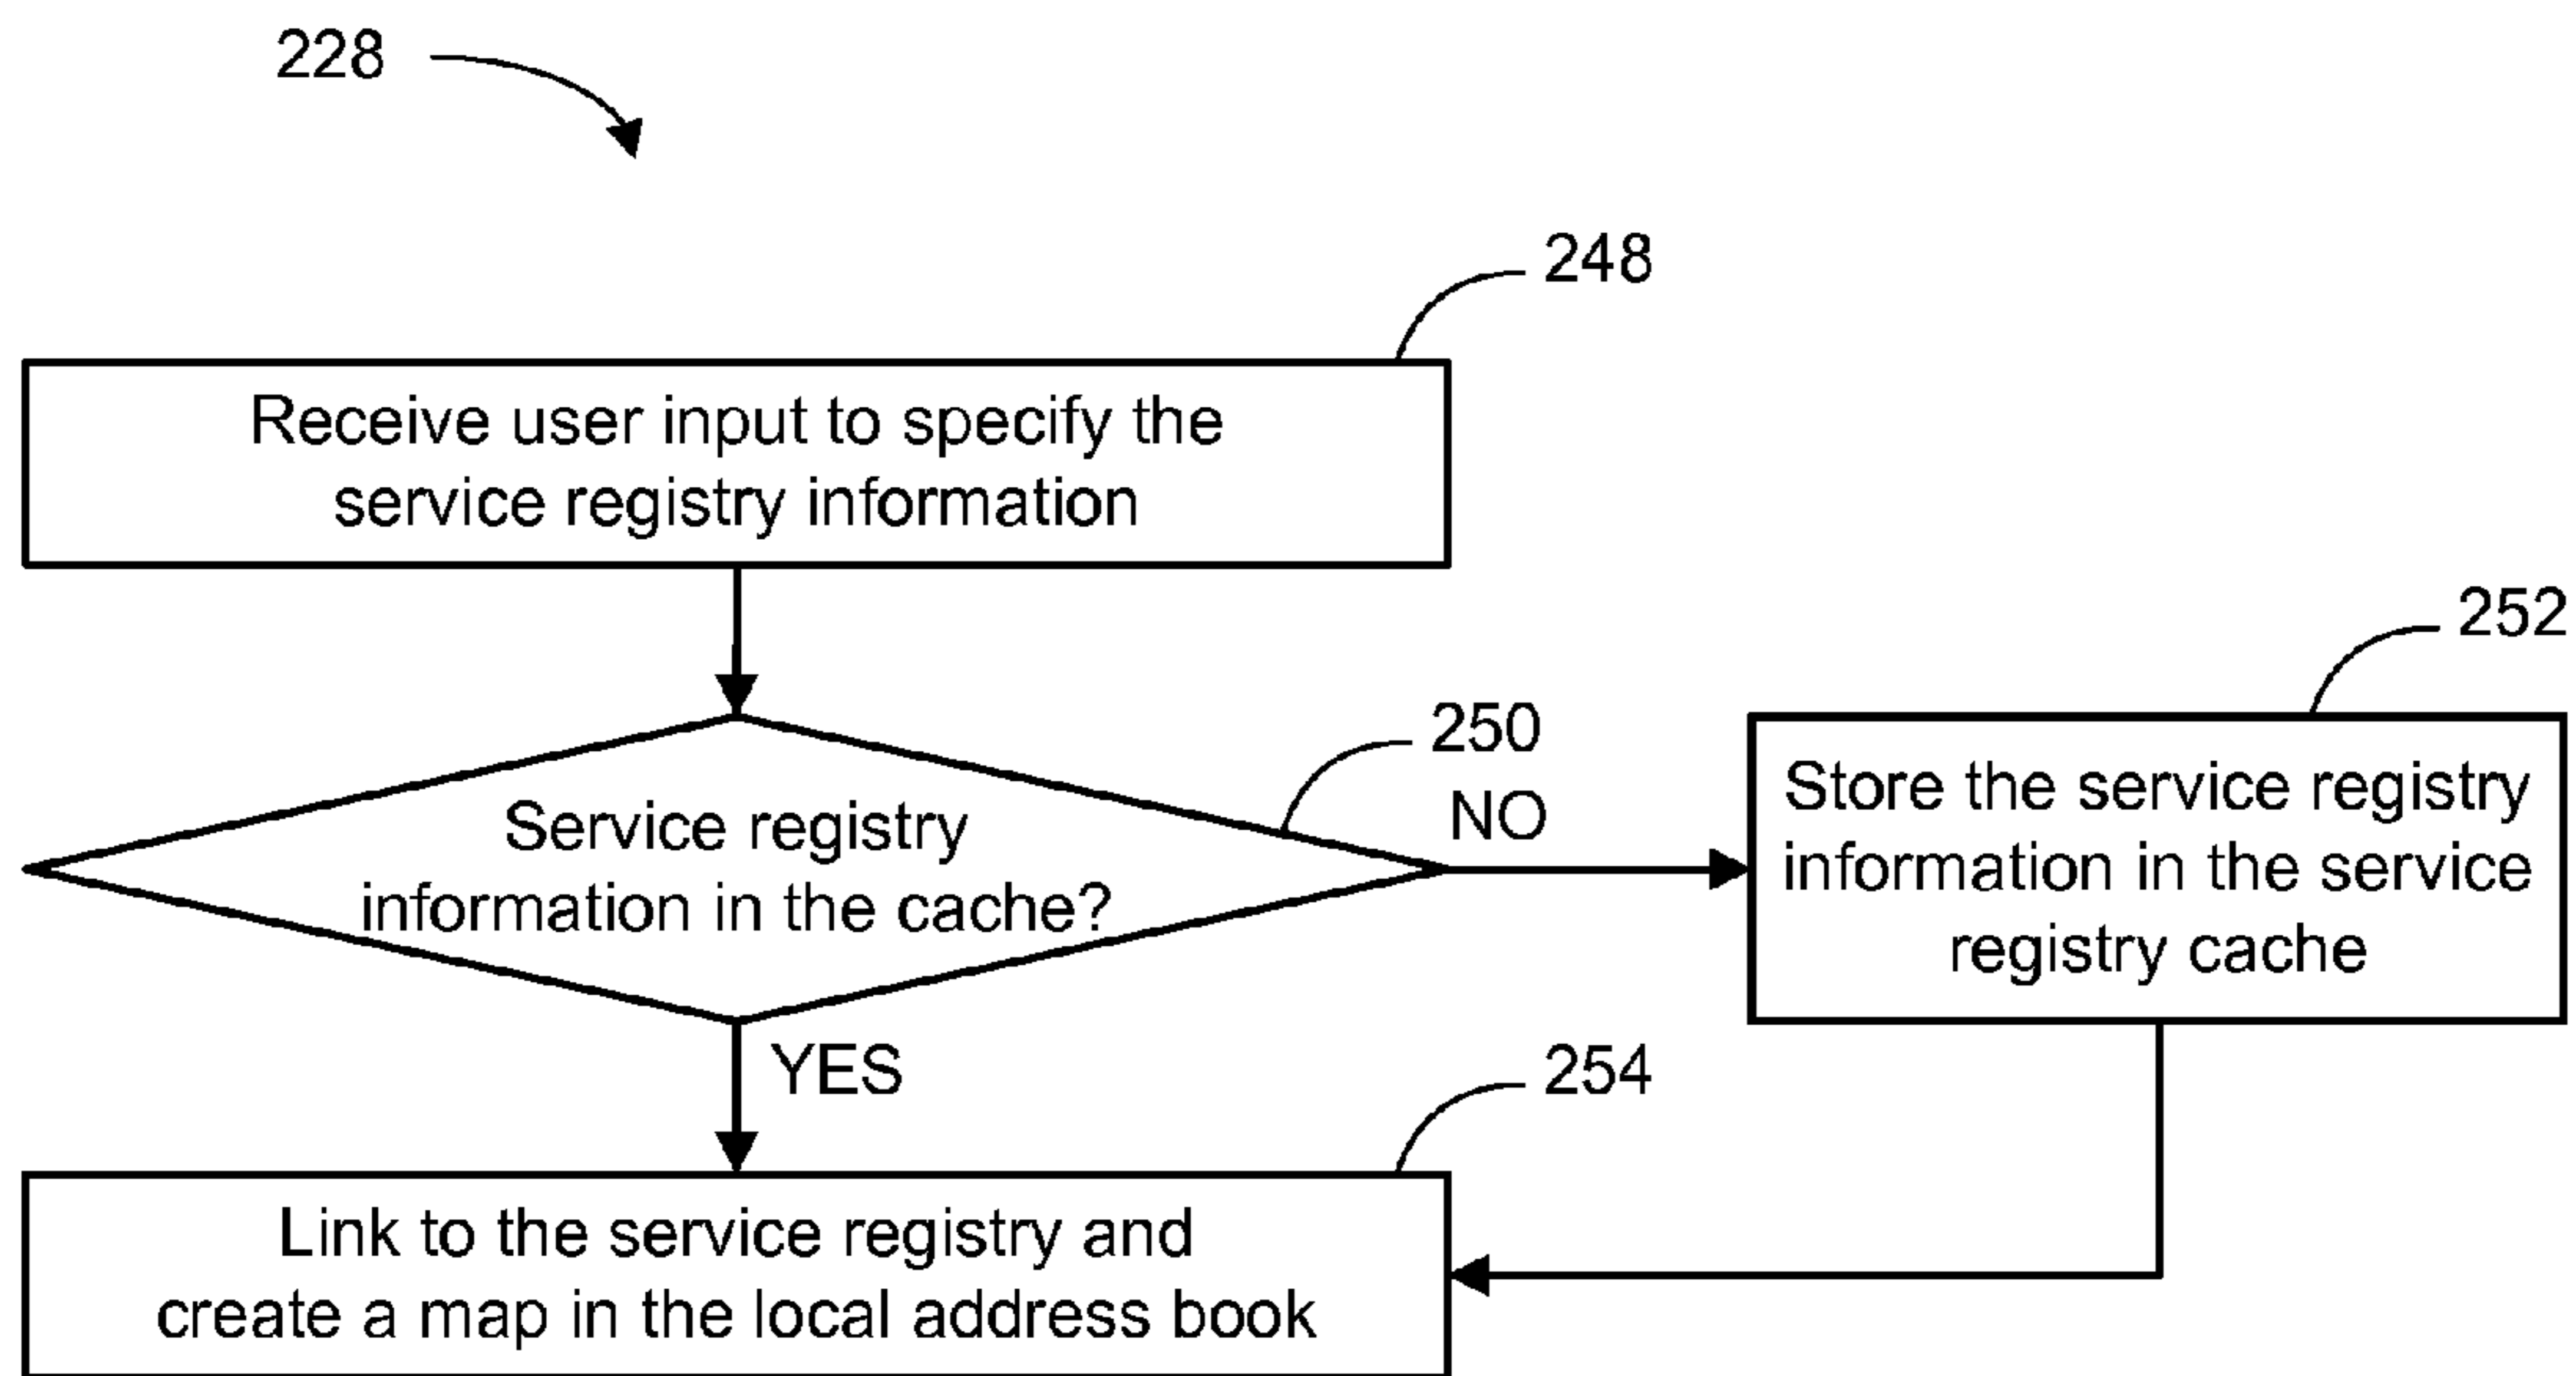 228
248
Receive user input to specify the
service registry information
252
250
NO
Service registry
information in the cache?
Store the service registry
information in the service
registry cache
YES
254
Link to the service registry and
create a map in the local address book